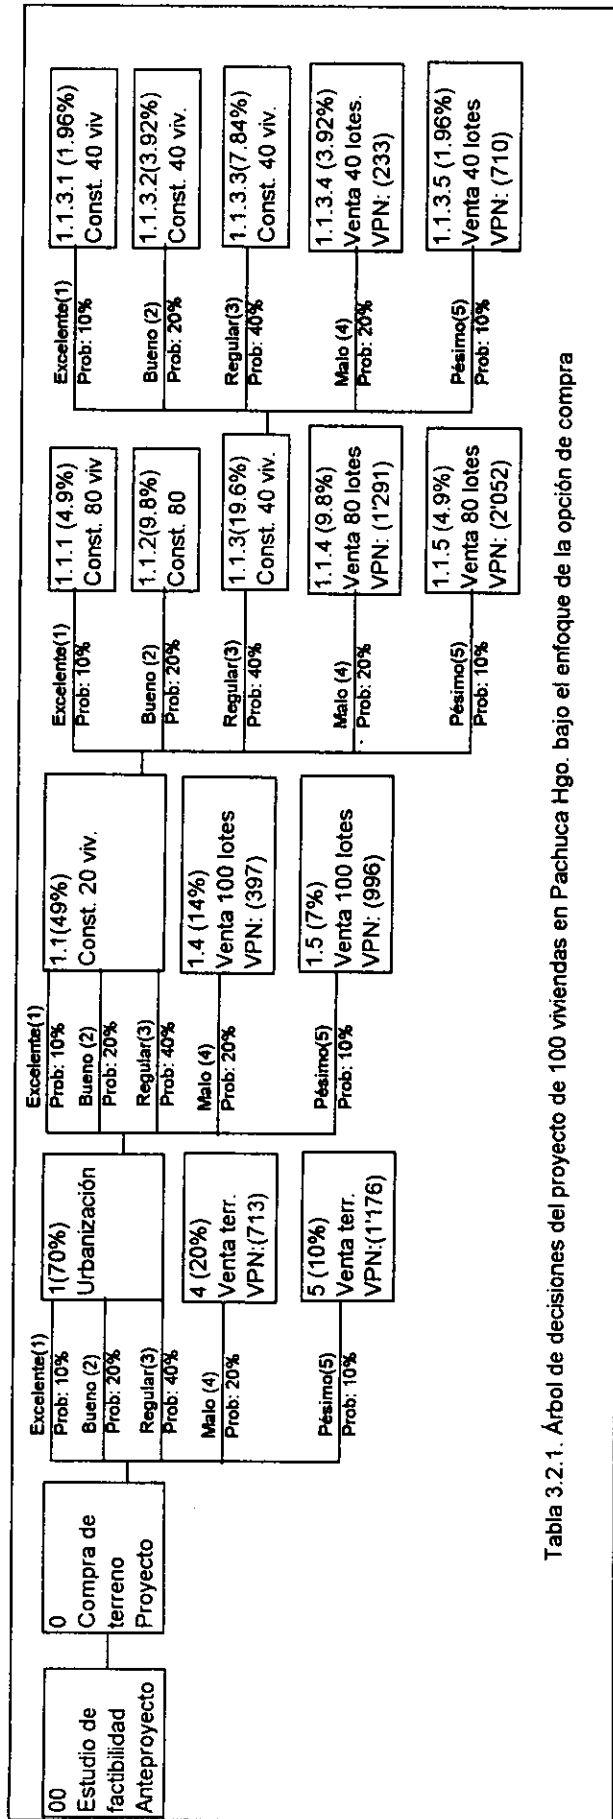 00
Estudio de
factibilidad
Anteproyecto
0
Compra de
terreno
Proyecto
Excelente(1)
Prob: 10%
Bueno (2)
Prob: 20%
Regular(3)
Prob: 40%
Malo (4)
Prob: 20%
Pésimo(5)
Prob: 10%
1(70%)
Urbanización
4 (20%)
Venta terr.
VPN:(713)
5 (10%)
Venta terr.
VPN:(1'176)
Excelente(1)
Prob: 10%
Bueno (2)
Prob: 20%
Regular(3)
Prob: 40%
Malo (4)
Prob: 20%
Pésimo(5)
Prob: 10%
1.1(49%)
Const. 20 viv.
1.4 (14%)
Venta 100 lotes
VPN: (397)
1.5 (7%)
Venta 100 lotes
VPN: (996)
Excelente(1)
Prob: 10%
Bueno (2)
Prob: 20%
Regular(3)
Prob: 40%
Malo (4)
Prob: 20%
Pésimo(5)
Prob: 10%
1.1.1 (4.9%)
Const. 80 viv
1.1.2(9.8%)
Const. 80
1.1.3(19.6%)
Const. 40 viv.
1.1.4 (9.8%)
Venta 80 lotes
VPN: (1'291)
1.1.5 (4.9%)
Venta 80 lotes
VPN: (2'052)
Excelente(1)
Prob: 10%
Bueno (2)
Prob: 20%
Regular(3)
Prob: 40%
Malo (4)
Prob: 20%
Pésimo(5)
Prob: 10%
1.1.3.1 (1.96%)
Const. 40 viv
1.1.3.2(3.92%)
Const. 40 viv.
1.1.3.3(7.84%)
Const. 40 viv.
1.1.3.4 (3.92%)
Venta 40 lotes.
VPN: (233)
1.1.3.5 (1.96%)
Venta 40 lotes
VPN: (710)
Tabla 3.2.1. Árbol de decisiones del proyecto de 100 viviendas en Pachuca Hgo. bajo el enfoque de la opción de compra